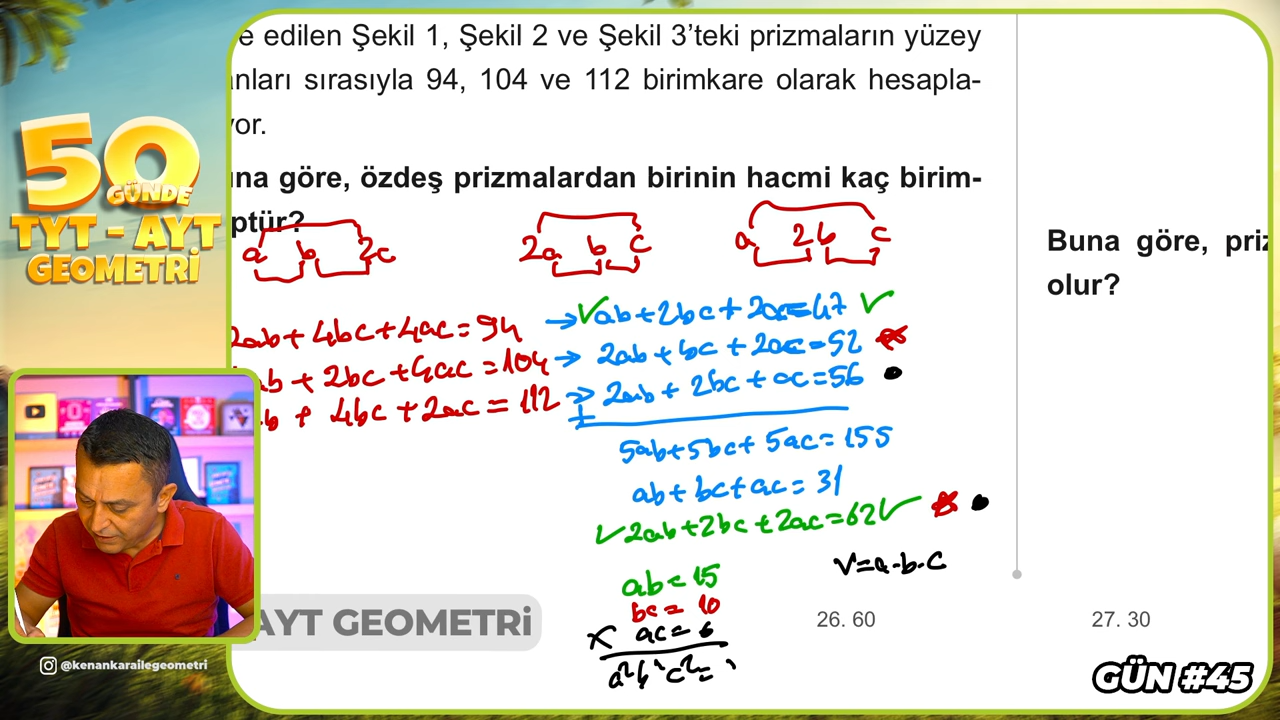 50
GÜNDE
TYT - AYT
GEOMETRİ
e edilen Şekil 1, Şekil 2 ve Şekil 3'teki prizmaların yüzey
nları sırasıyla 94, 104 ve 112 birimkare olarak hesapla-
yor.
una göre, özdeş prizmalardan birinin hacmi kaç birim-
ptür?
a b 2c
2a b c
a 2b c
2ab + 4bc + 4ac = 94
ab + 2bc + 4ac = 104
b + 4bc + 2ac = 112
→ ab + 2bc + 2ac = 47
→ 2ab + bc + 2ac = 52
→ 2ab + 2bc + ac = 56
+
5ab + 5bc + 5ac = 155
ab + bc + ac = 31
2ab + 2bc + 2ac = 62
V = a·b·c
ab = 15
bc = 10
x ac = 6
a²b²c² =
Buna göre, priz
olur?
AYT GEOMETRİ
26. 60
27. 30
@kenankarailegeometri
GÜN #45